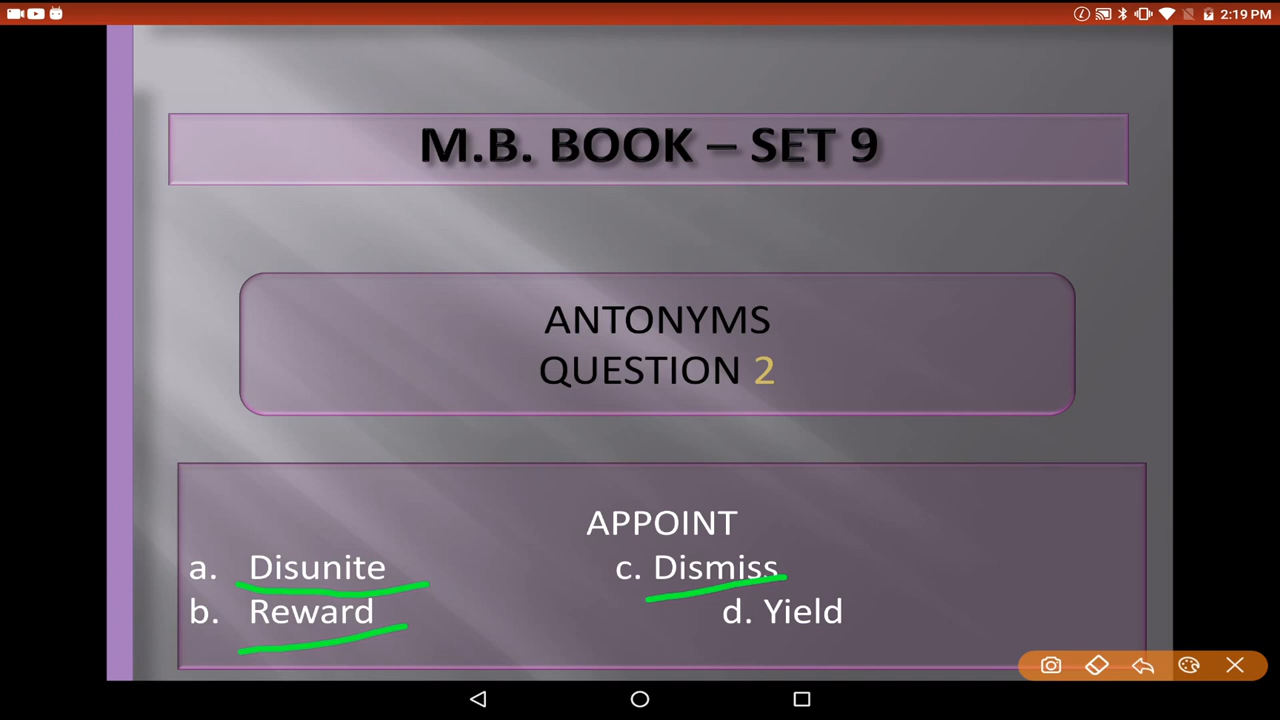 2:19 PM
M.B. BOOK – SET 9
ANTONYMS
QUESTION 2
APPOINT
a. Disunite c. Dismiss
b. Reward d. Yield